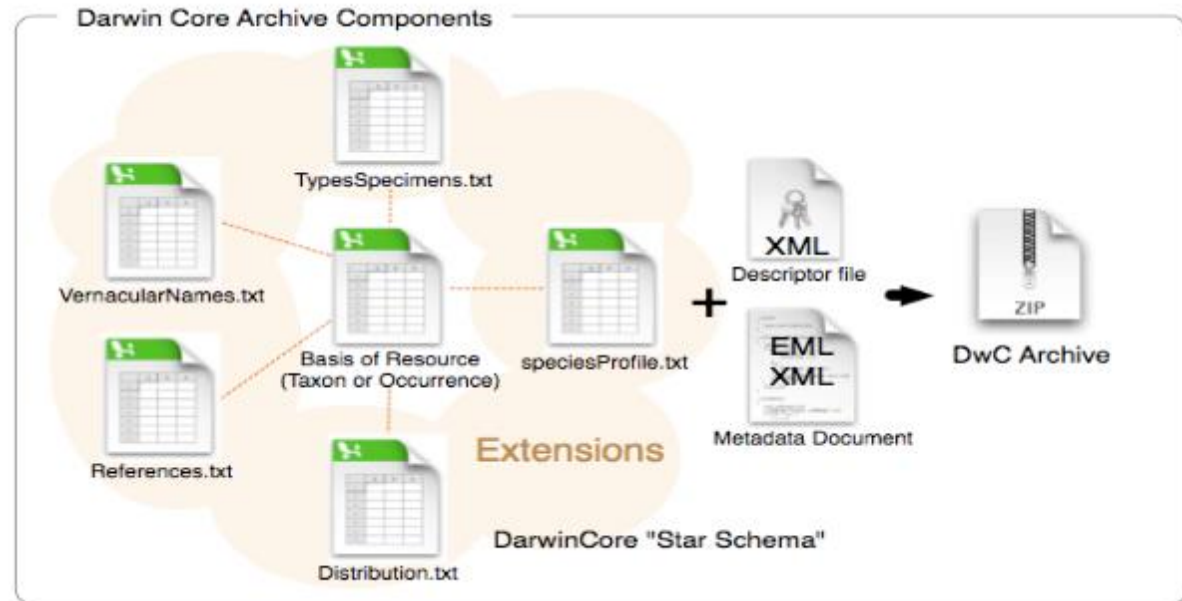 Darwin Core Archive Components
TypesSpecimens.txt
VernacularNames.txt
Basis of Resource
(Taxon or Occurrence)
speciesProfile.txt
References.txt
Extensions
Distribution.txt
DarwinCore "Star Schema"
+
XML
Descriptor file
EML
XML
Metadata Document
ZIP
DwC Archive